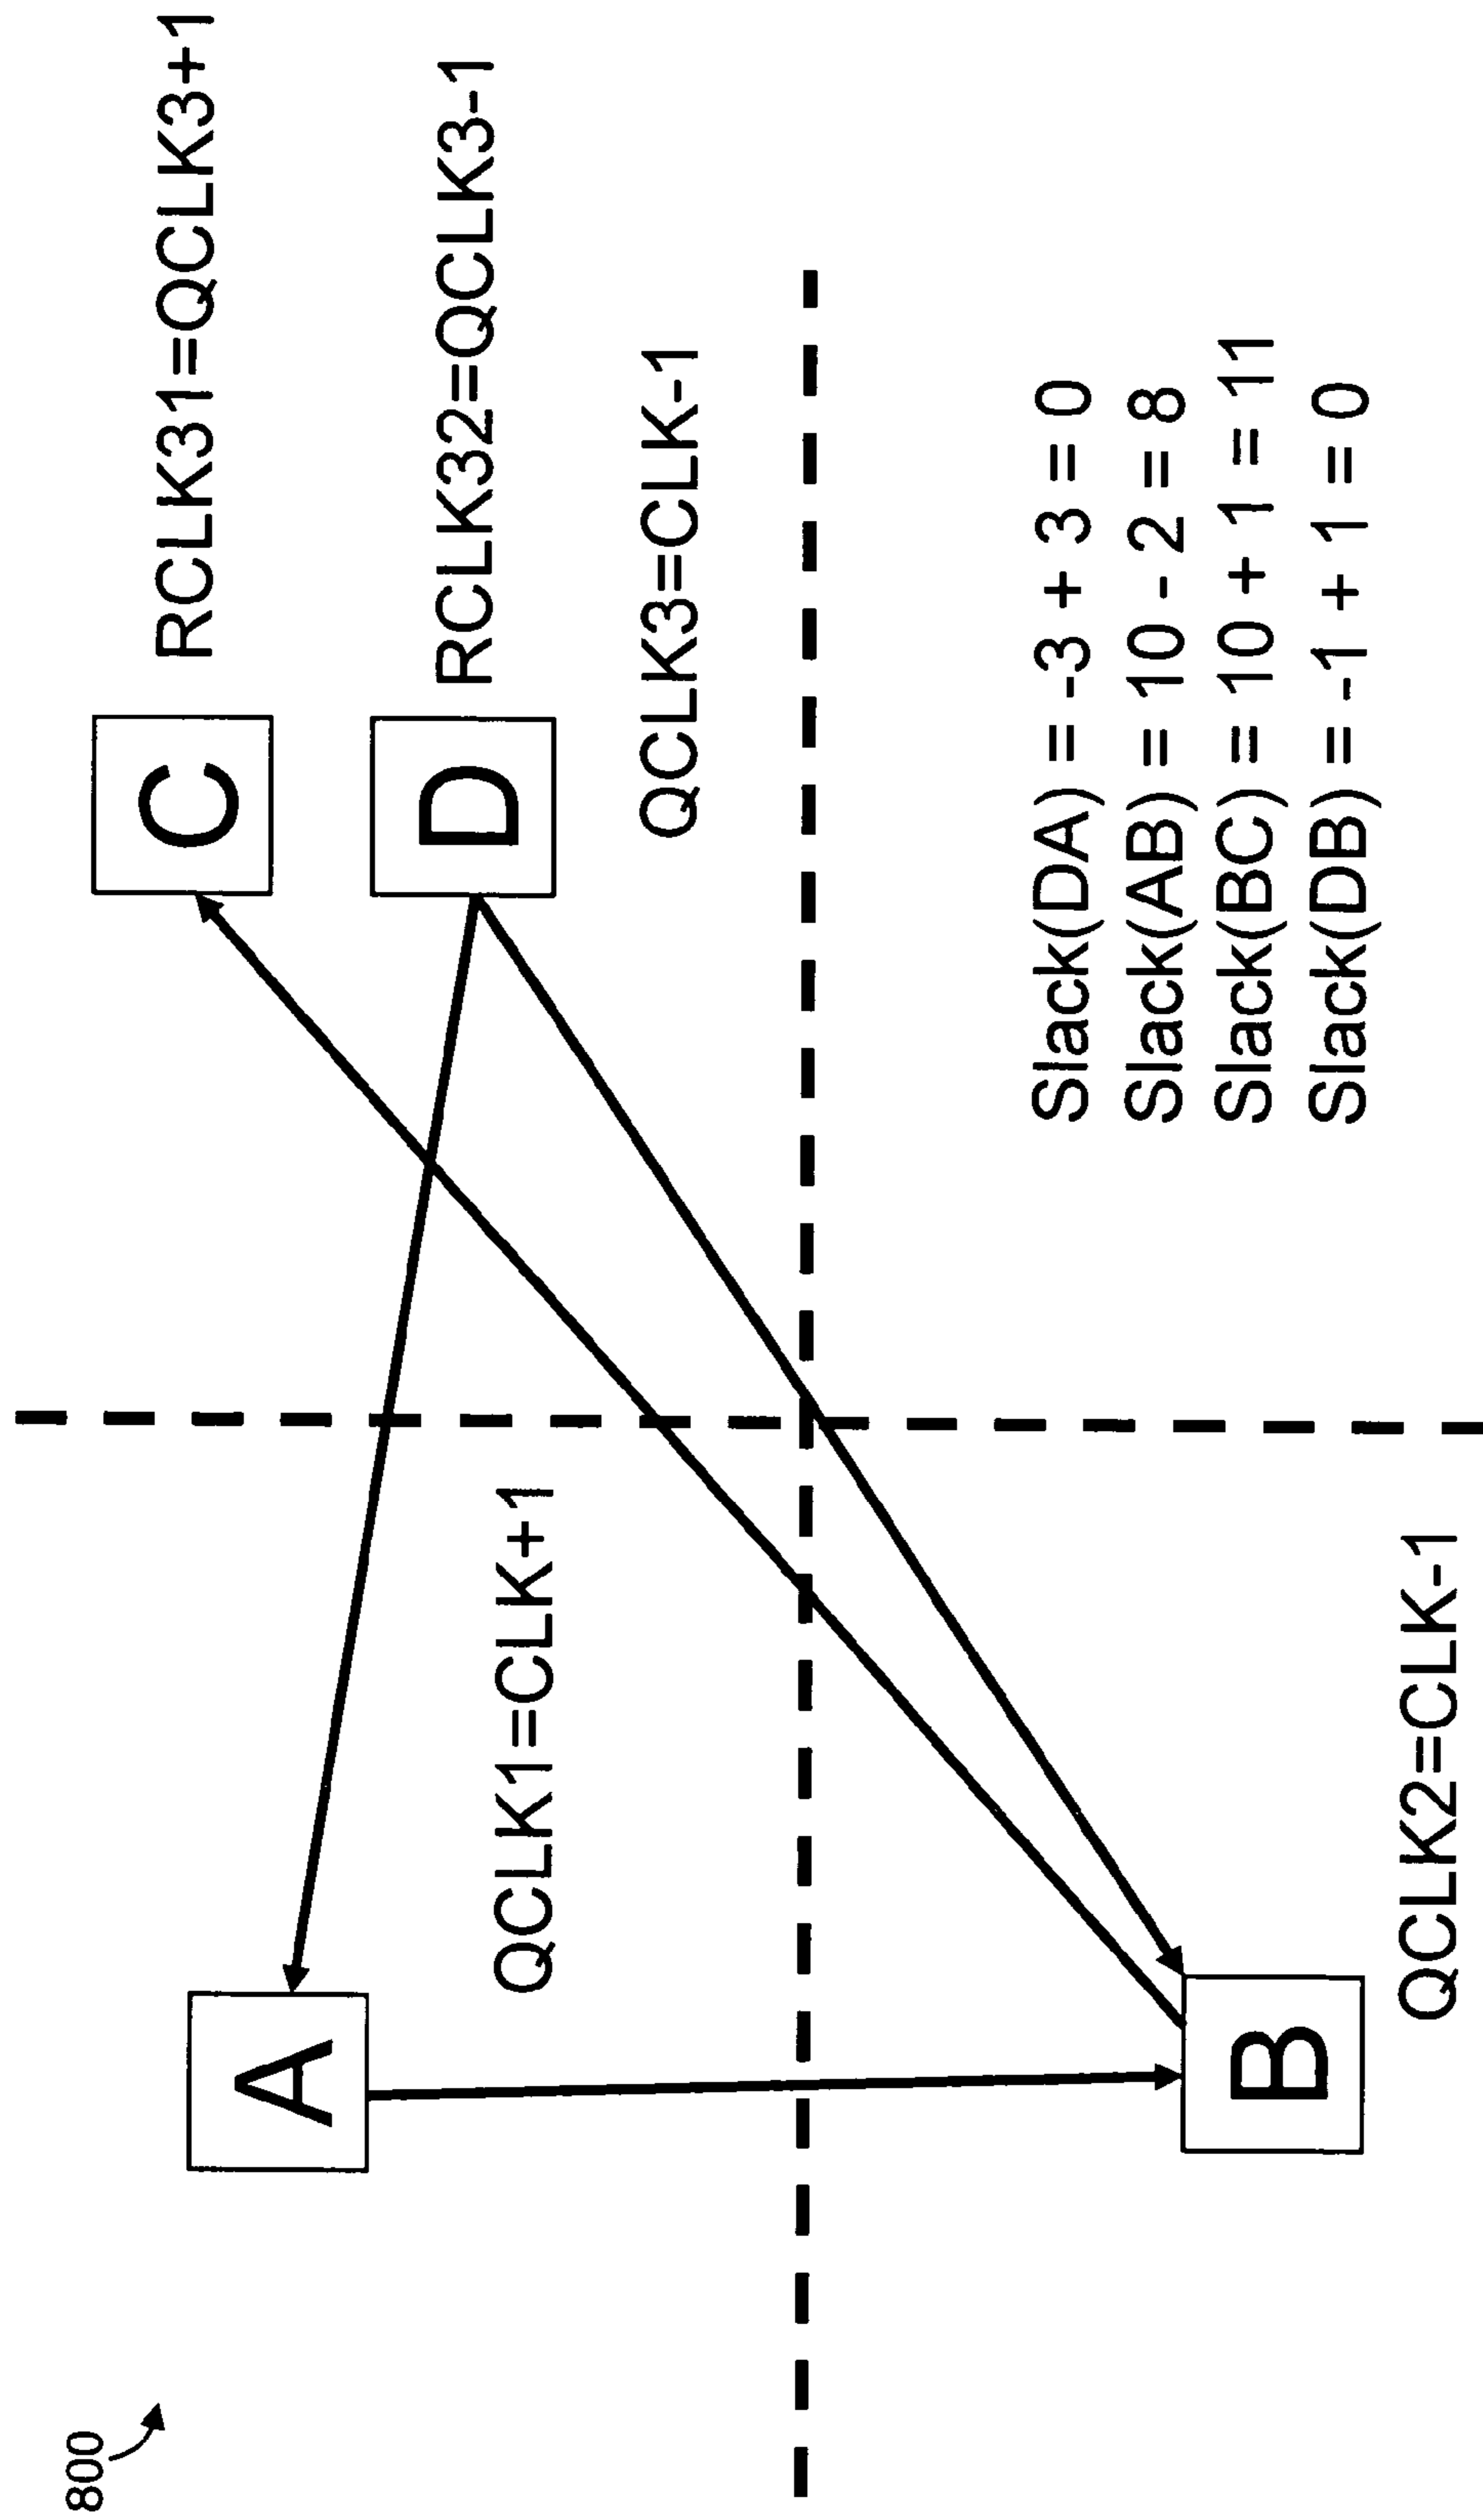 800
A
QCLK1=CLK+1
C
RCLK31=QCLK3+1
D
RCLK32=QCLK3-1
QCLK3=CLK-1
B
QCLK2=CLK-1
Slack(DA) = -3 + 3 = 0
Slack(AB) = 10 - 2 = 8
Slack(BC) = 10 + 1 = 11
Slack(DB) = -1 + 1 = 0